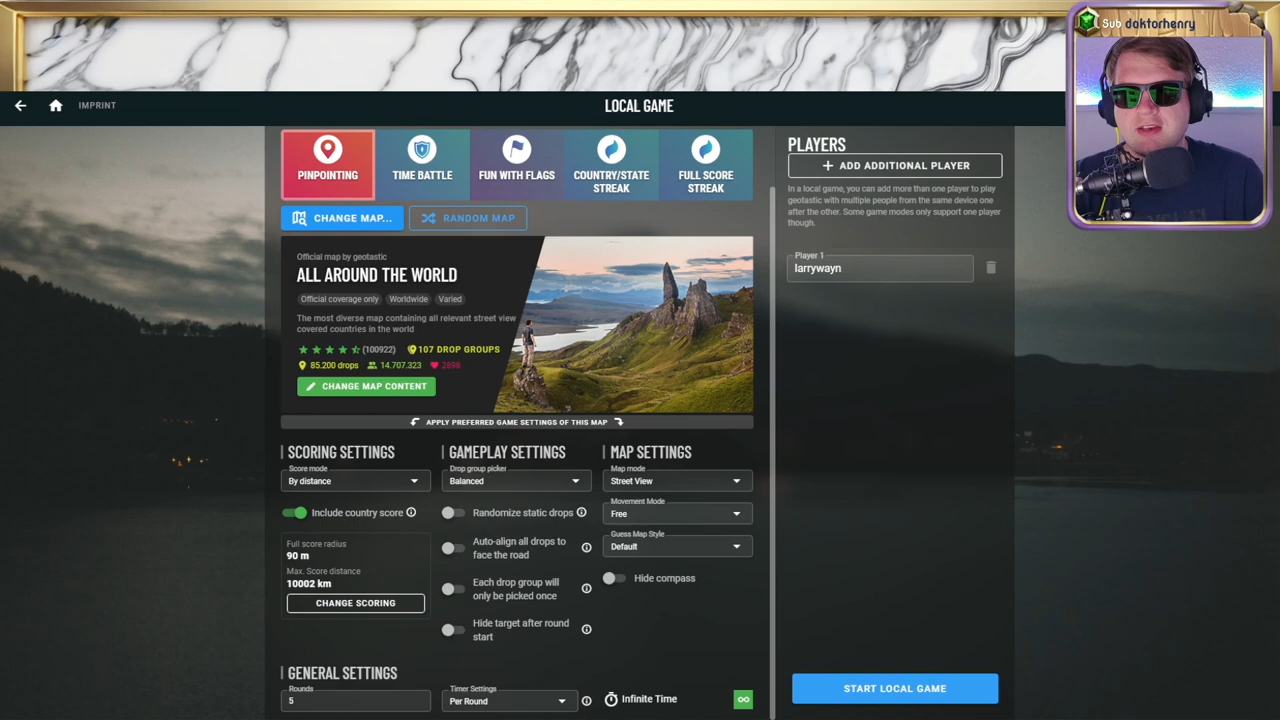 Sub doktorhenry
IMPRINT
LOCAL GAME
PINPOINTING
TIME BATTLE
FUN WITH FLAGS
COUNTRY/STATE
STREAK
FULL SCORE
STREAK
CHANGE MAP...
RANDOM MAP
Official map by geotastic
ALL AROUND THE WORLD
Official coverage only
Worldwide
Varied
The most diverse map containing all relevant street view
covered countries in the world
(100922)
107 DROP GROUPS
85.200 drops
14.707.323
2898
CHANGE MAP CONTENT
APPLY PREFERRED GAME SETTINGS OF THIS MAP
SCORING SETTINGS
Score mode
By distance
Include country score
Full score radius
90 m
Max. Score distance
10002 km
CHANGE SCORING
GAMEPLAY SETTINGS
Drop group picker
Balanced
Randomize static drops
Auto-align all drops to
face the road
Each drop group will
only be picked once
Hide target after round
start
MAP SETTINGS
Map mode
Street View
Movement Mode
Free
Guess Map Style
Default
Hide compass
GENERAL SETTINGS
Rounds
5
Timer Settings
Per Round
Infinite Time
PLAYERS
ADD ADDITIONAL PLAYER
In a local game, you can add more than one player to play
geotastic with multiple people from the same device one
after the other. Some game modes only support one player
though.
Player 1
larrywayn
START LOCAL GAME